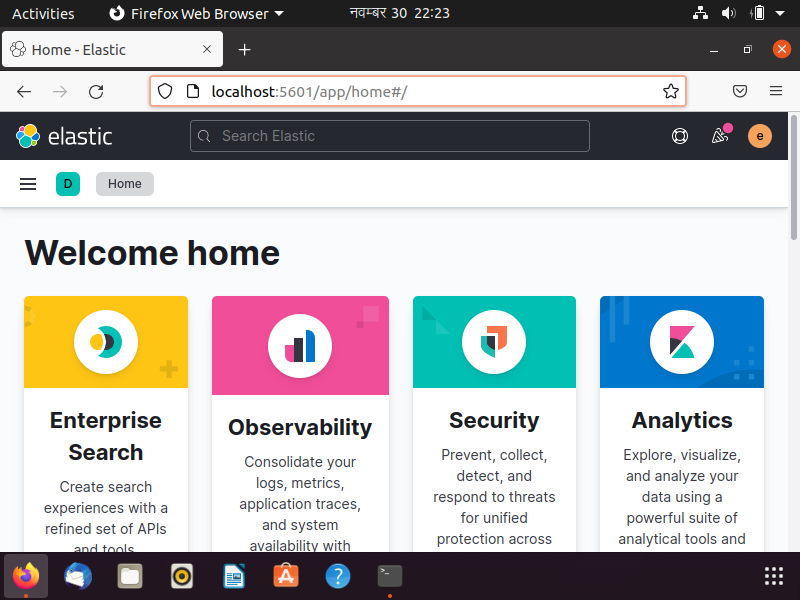 Activities
Firefox Web Browser
नवम्बर 30 22:23
Home - Elastic
localhost:5601/app/home#/
elastic
Search Elastic
e
D
Home
Welcome home
Enterprise
Search
Create search
experiences with a
refined set of APIs
and tools.
Observability
Consolidate your
logs, metrics,
application traces,
and system
availability with
Security
Prevent, collect,
detect, and
respond to threats
for unified
protection across
Analytics
Explore, visualize,
and analyze your
data using a
powerful suite of
analytical tools and